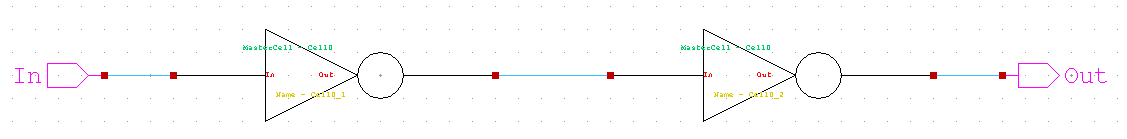 MasterCell - Cell0
MasterCell - Cell0
In
In
Out
In
Out
Out
Name - Cell0_1
Name - Cell0_2